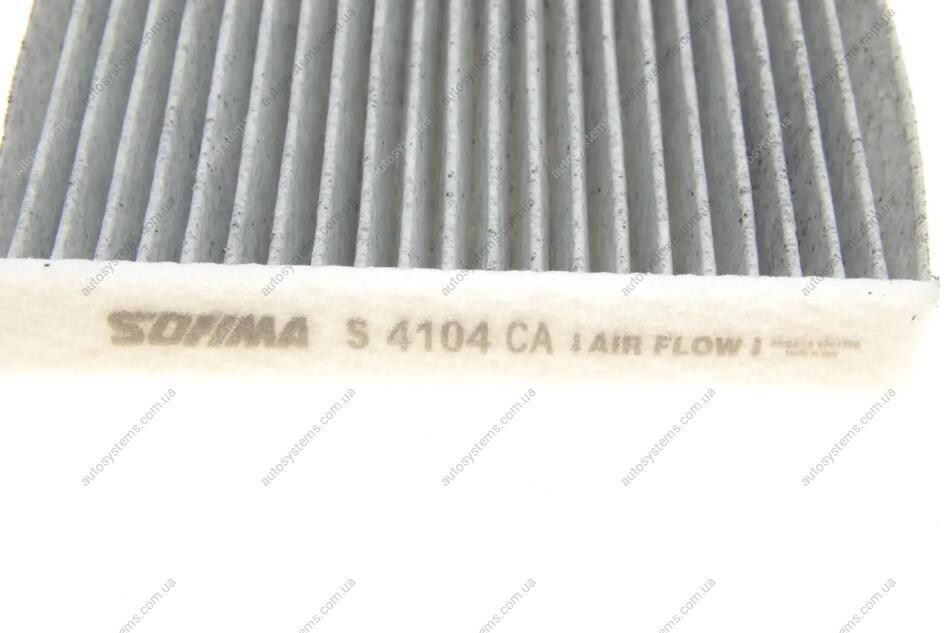 SOFIMA S 4104 CA ↓ AIR FLOW ↓
autosystems.com.ua